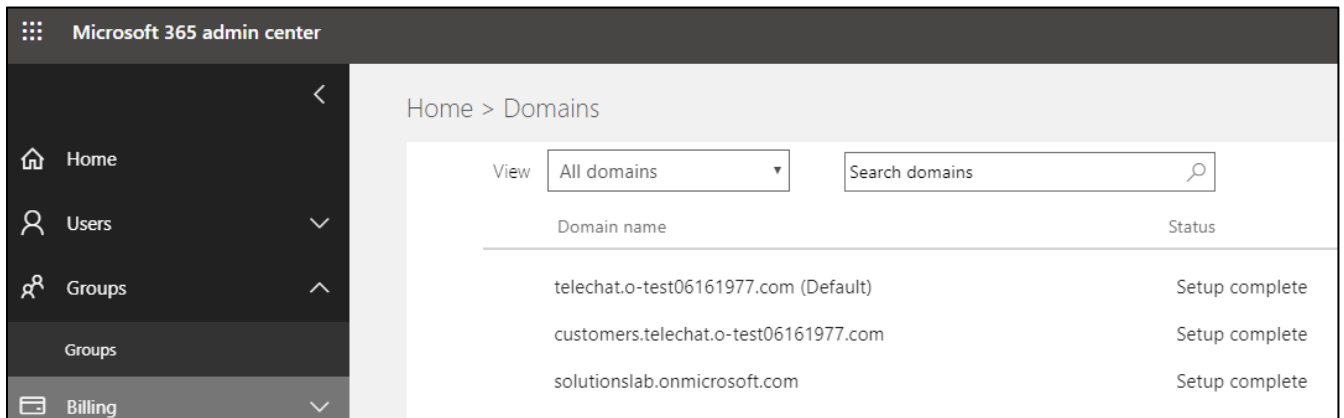 Microsoft 365 admin center
Home > Domains
Home
Users
Groups
Groups
Billing
View All domains Search domains
Domain name Status
telechat.o-test06161977.com (Default) Setup complete
customers.telechat.o-test06161977.com Setup complete
solutionslab.onmicrosoft.com Setup complete